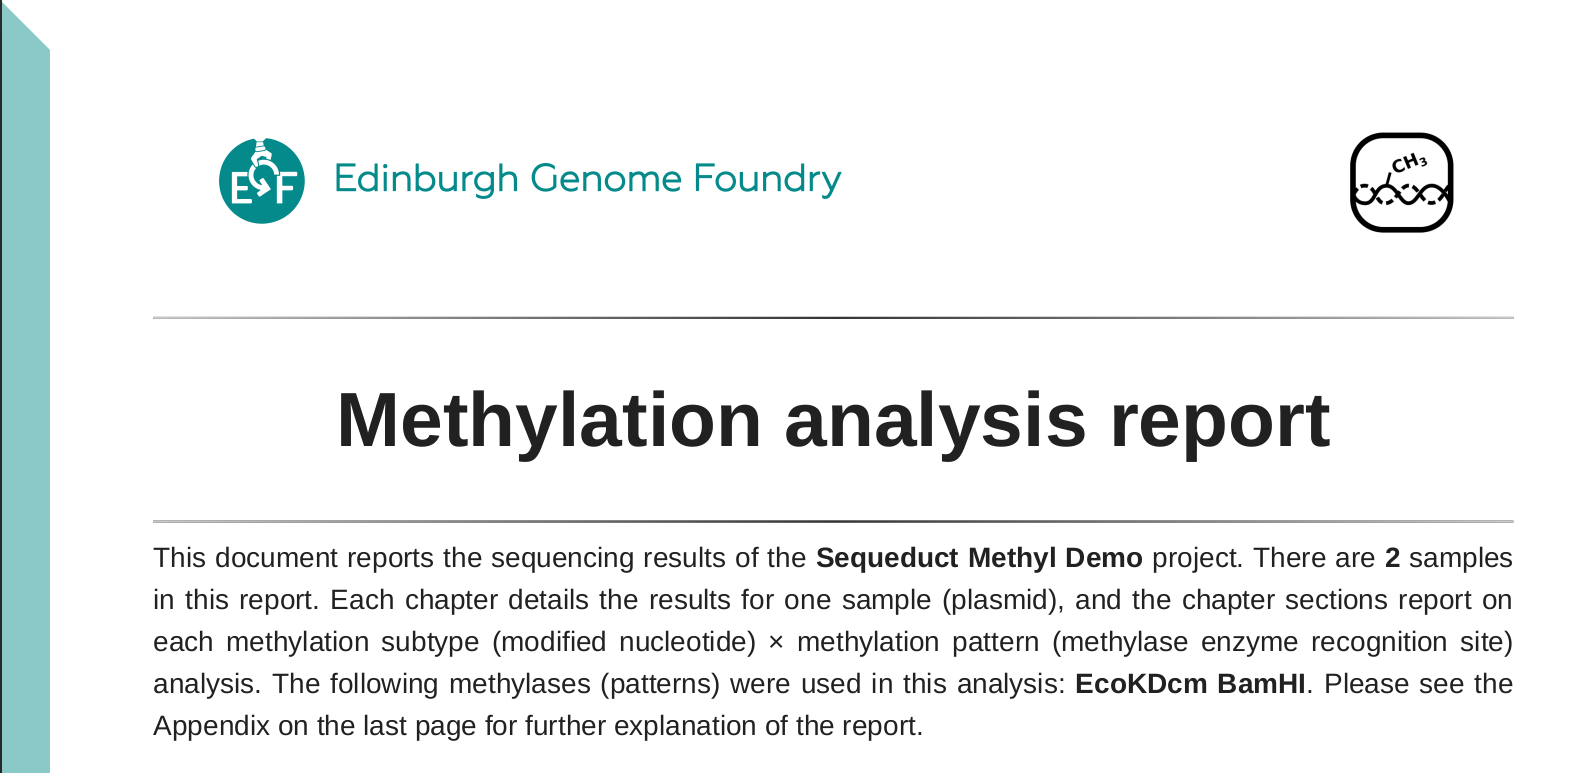 EGF
Edinburgh Genome Foundry
CH₃
Methylation analysis report
This document reports the sequencing results of the Sequeduct Methyl Demo project. There are 2 samples
in this report. Each chapter details the results for one sample (plasmid), and the chapter sections report on
each methylation subtype (modified nucleotide) × methylation pattern (methylase enzyme recognition site)
analysis. The following methylases (patterns) were used in this analysis: EcoKDcm BamHI. Please see the
Appendix on the last page for further explanation of the report.